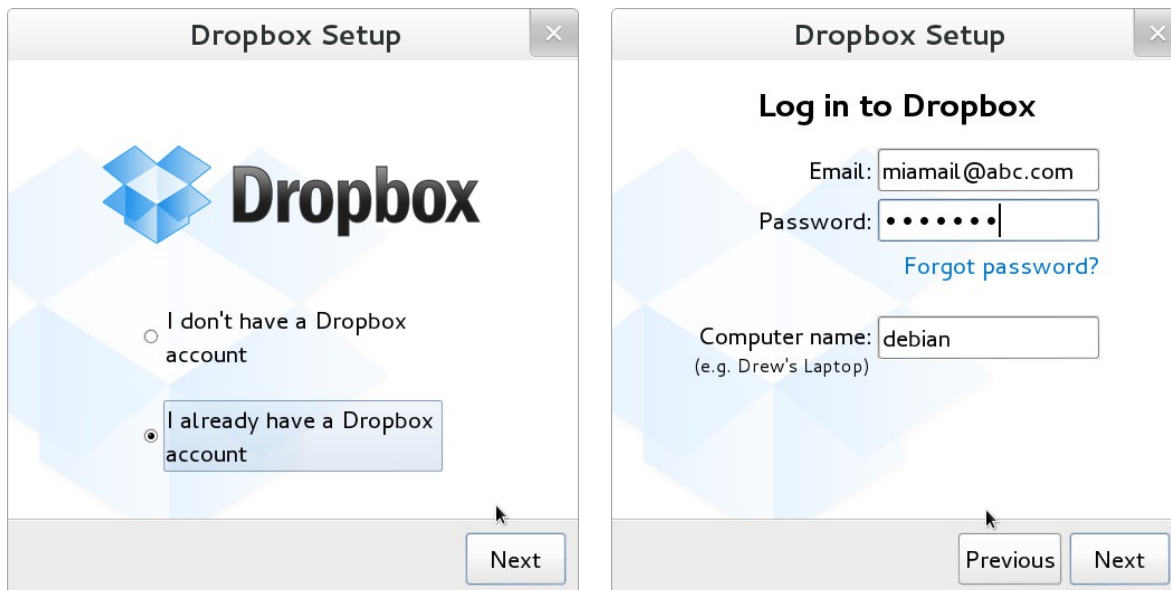 Dropbox Setup
Dropbox
I don't have a Dropbox
account
I already have a Dropbox
account
Next
Dropbox Setup
Log in to Dropbox
Email: miamail@abc.com
Password: •••••••
Forgot password?
Computer name: debian
(e.g. Drew's Laptop)
Previous Next